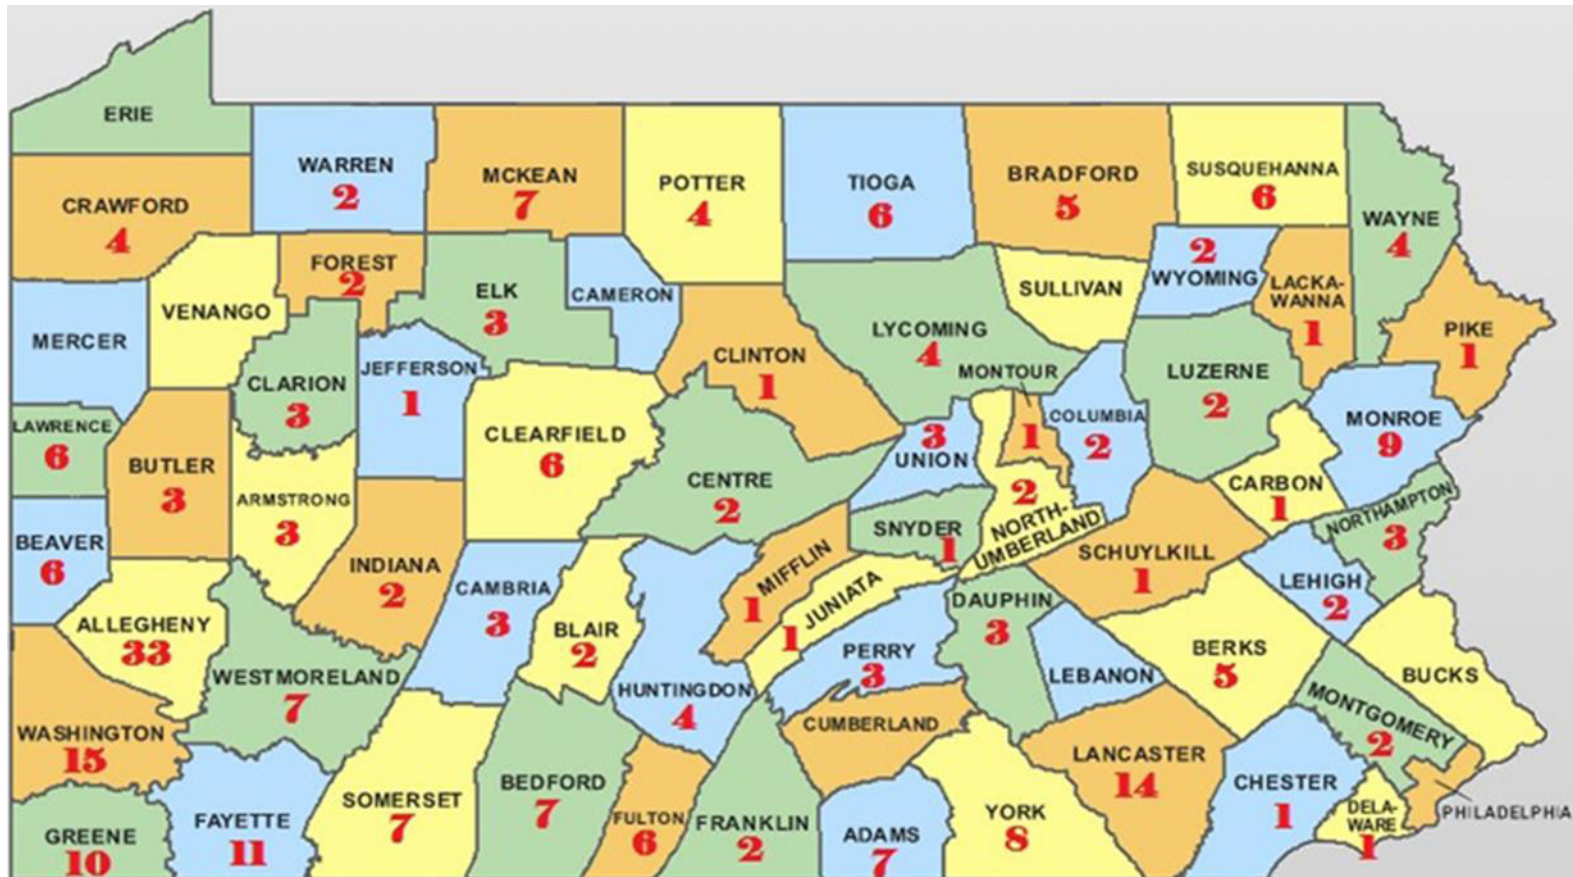 ERIE
WARREN
2
MCKEAN
7
POTTER
4
TIOGA
6
BRADFORD
5
SUSQUEHANNA
6
WAYNE
4
CRAWFORD
4
FOREST
2
VENANGO
ELK
3
CAMERON
SULLIVAN
2
WYOMING
LACKA-
WANNA
1
PIKE
1
MERCER
CLARION
3
JEFFERSON
1
CLINTON
1
LYCOMING
4
MONTOUR
1
COLUMBIA
2
LUZERNE
2
MONROE
9
LAWRENCE
6
BUTLER
3
ARMSTRONG
3
CLEARFIELD
6
CENTRE
2
3
UNION
SNYDER
1
2
NORTH-
UMBERLAND
CARBON
1
NORTHAMPTON
3
BEAVER
6
INDIANA
2
CAMBRIA
3
MIFFLIN
1
JUNIATA
1
SCHUYLKILL
1
LEHIGH
2
ALLEGHENY
33
WESTMORELAND
7
BLAIR
2
HUNTINGDON
4
PERRY
3
DAUPHIN
3
LEBANON
BERKS
5
BUCKS
MONTGOMERY
2
WASHINGTON
15
CUMBERLAND
LANCASTER
14
CHESTER
1
DELA-
WARE
1
PHILADELPHIA
GREENE
10
FAYETTE
11
SOMERSET
7
BEDFORD
7
FULTON
6
FRANKLIN
2
ADAMS
7
YORK
8